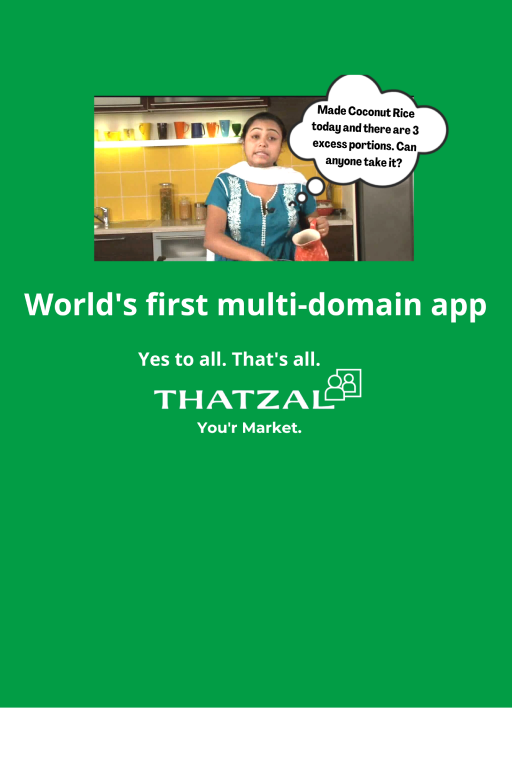 Made Coconut Rice
today and there are 3
excess portions. Can
anyone take it?
World's first multi-domain app
Yes to all. That's all.
THATZAL
You'r Market.